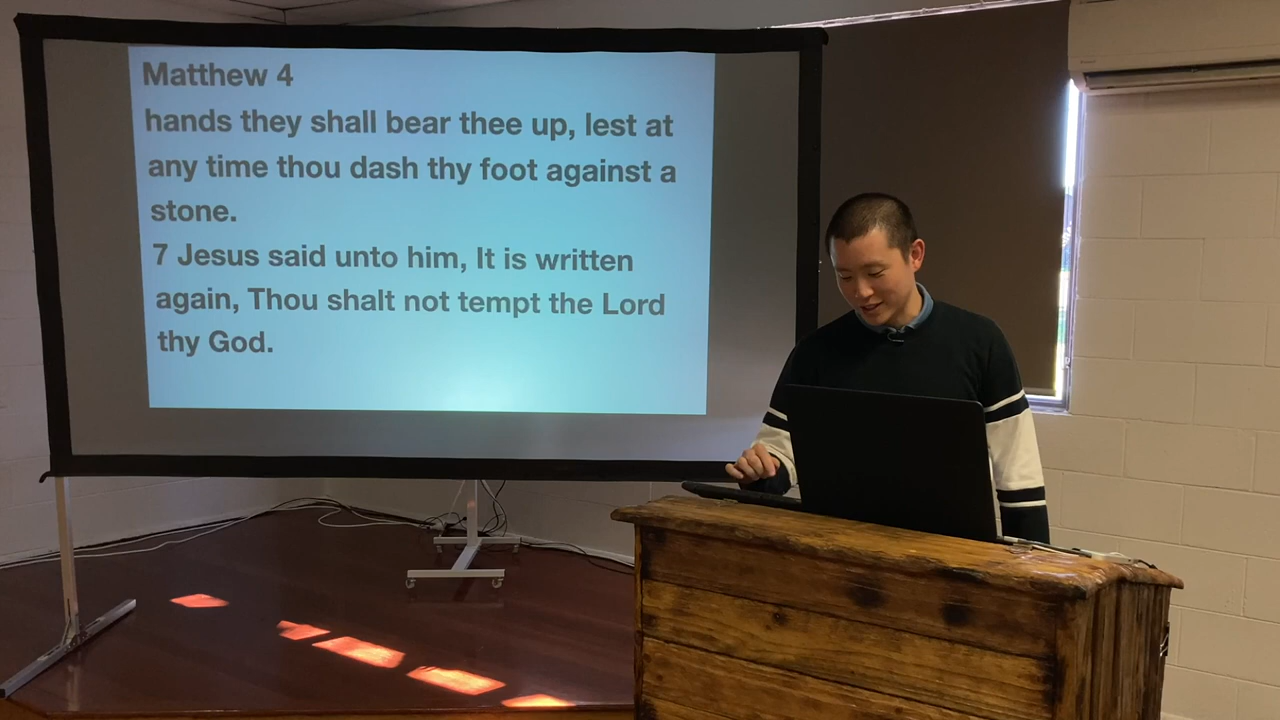 Matthew 4
hands they shall bear thee up, lest at
any time thou dash thy foot against a
stone.
7 Jesus said unto him, It is written
again, Thou shalt not tempt the Lord
thy God.